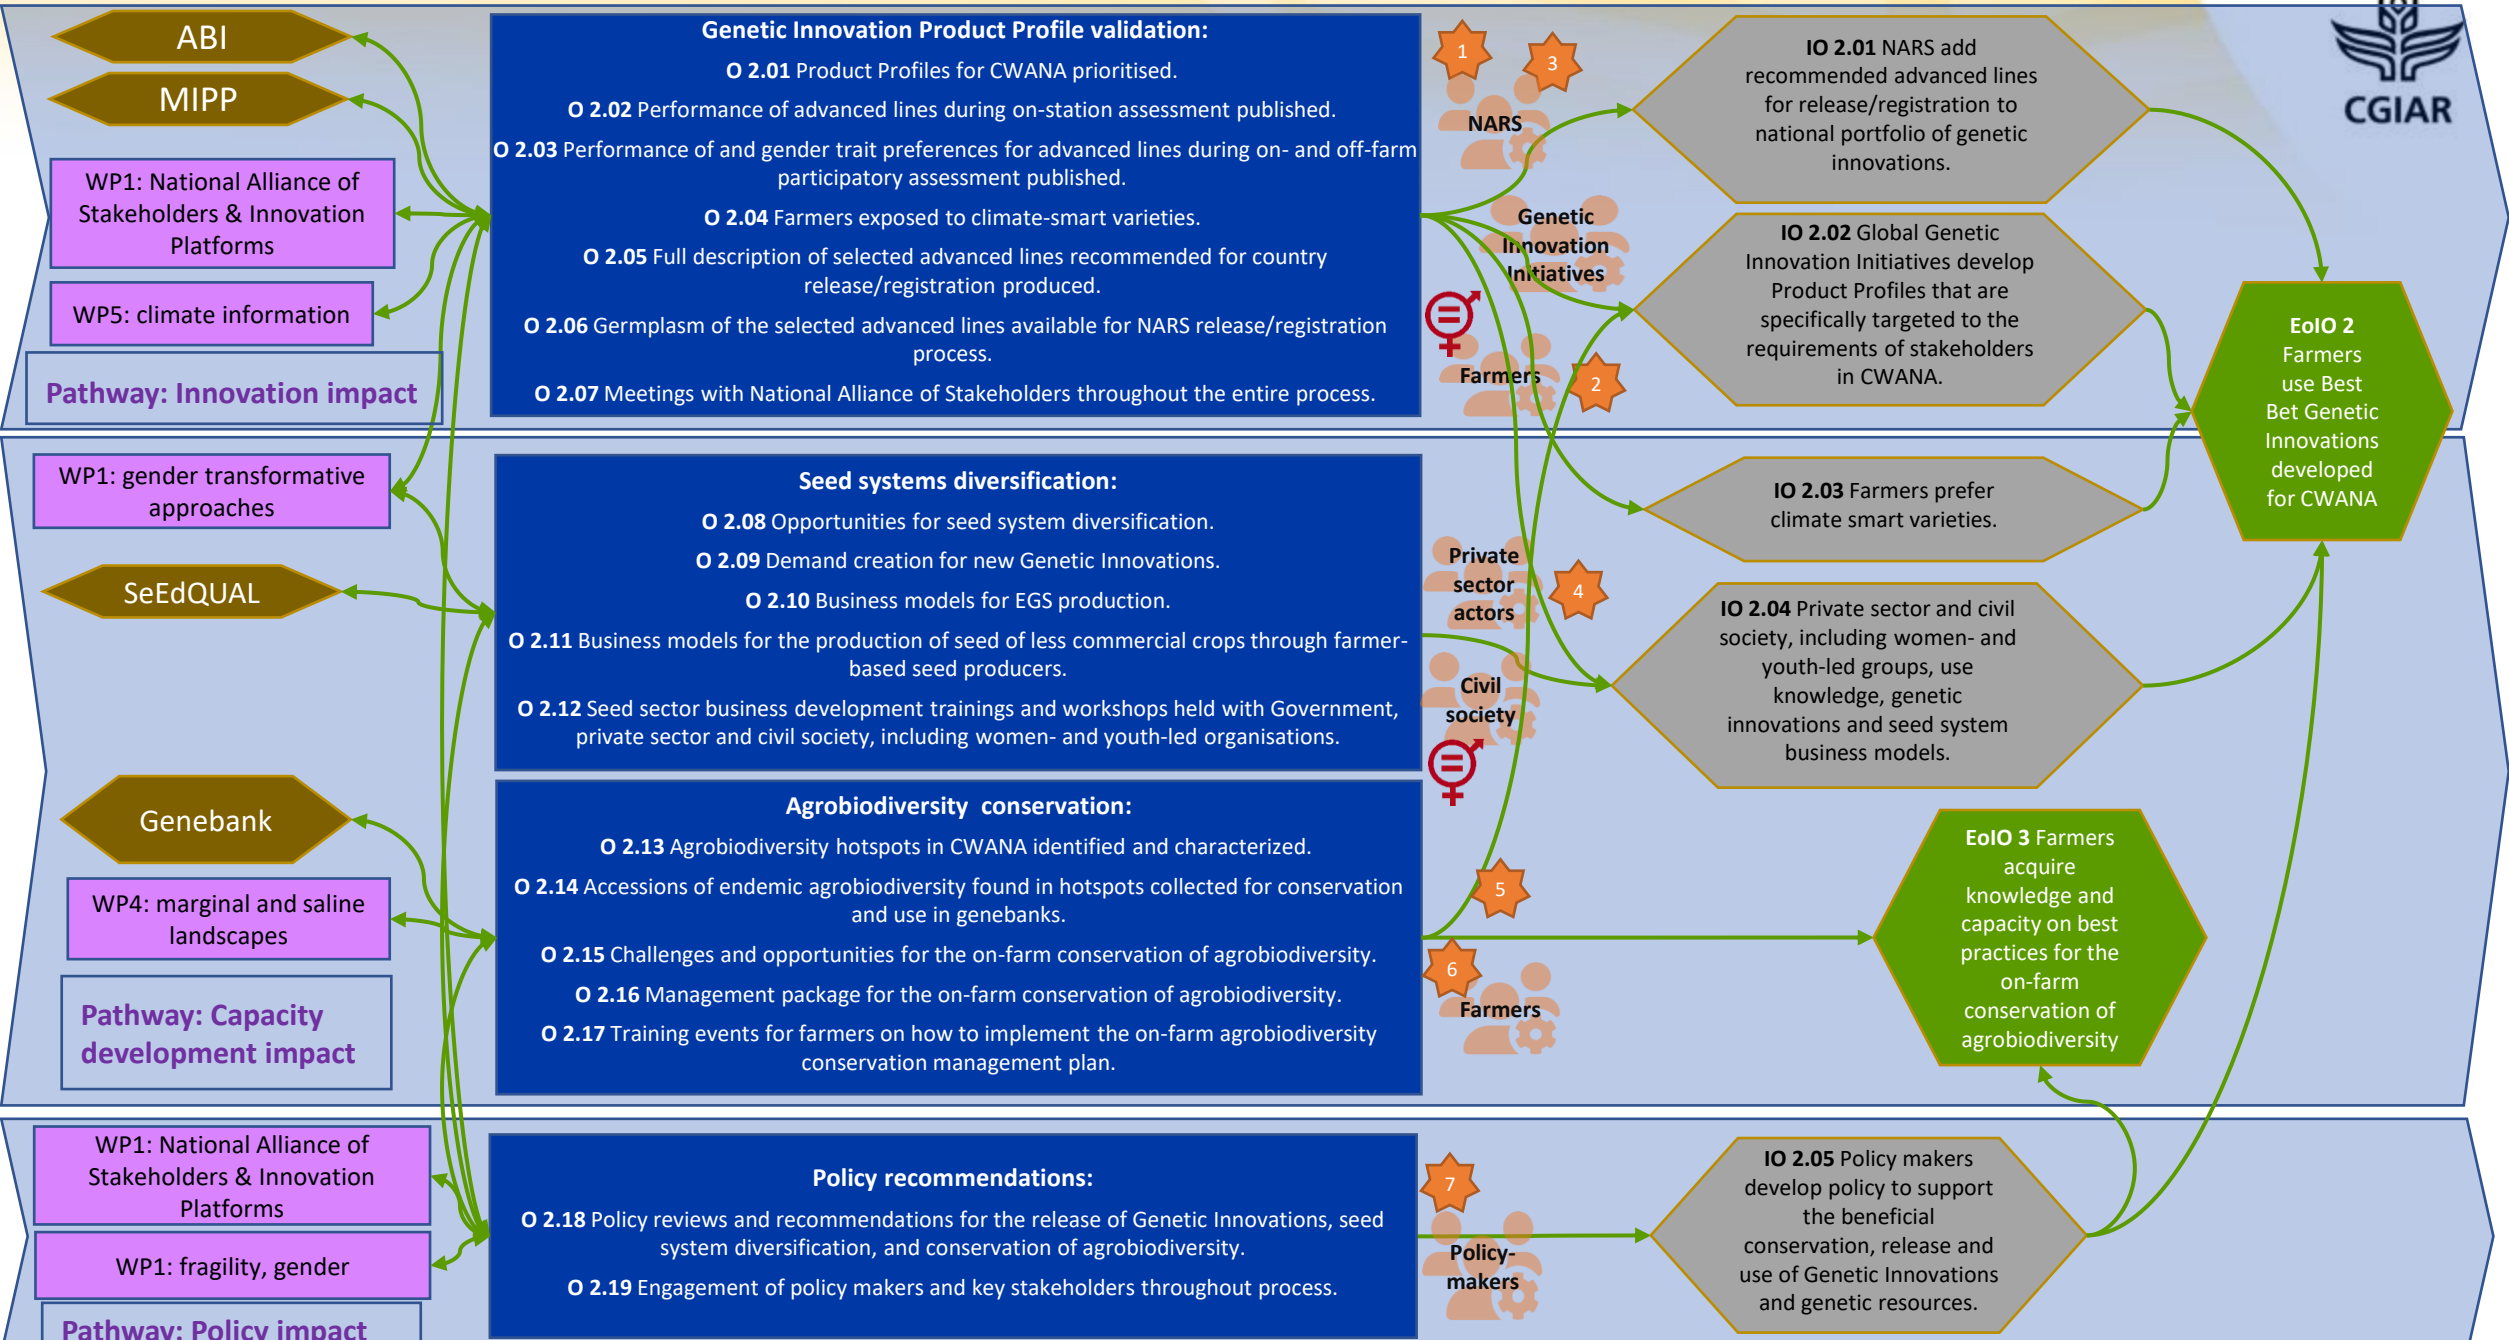 ABI
MIPP
WP1: National Alliance of
Stakeholders & Innovation
Platforms
WP5: climate information
Pathway: Innovation impact
Genetic Innovation Product Profile validation:
O 2.01 Product Profiles for CWANA prioritised.
O 2.02 Performance of advanced lines during on-station assessment published.
O 2.03 Performance of and gender trait preferences for advanced lines during on- and off-farm
participatory assessment published.
O 2.04 Farmers exposed to climate-smart varieties.
O 2.05 Full description of selected advanced lines recommended for country
release/registration produced.
O 2.06 Germplasm of the selected advanced lines available for NARS release/registration
process.
O 2.07 Meetings with National Alliance of Stakeholders throughout the entire process.
1
3
NARS
Genetic
Innovation
Initiatives
Farmers
2
IO 2.01 NARS add
recommended advanced lines
for release/registration to
national portfolio of genetic
innovations.
IO 2.02 Global Genetic
Innovation Initiatives develop
Product Profiles that are
specifically targeted to the
requirements of stakeholders
in CWANA.
CGIAR
EoIO 2
Farmers
use Best
Bet Genetic
Innovations
developed
for CWANA
WP1: gender transformative
approaches
SeEdQUAL
Genebank
WP4: marginal and saline
landscapes
Pathway: Capacity
development impact
Seed systems diversification:
O 2.08 Opportunities for seed system diversification.
O 2.09 Demand creation for new Genetic Innovations.
O 2.10 Business models for EGS production.
O 2.11 Business models for the production of seed of less commercial crops through farmer-
based seed producers.
O 2.12 Seed sector business development trainings and workshops held with Government,
private sector and civil society, including women- and youth-led organisations.
Agrobiodiversity conservation:
O 2.13 Agrobiodiversity hotspots in CWANA identified and characterized.
O 2.14 Accessions of endemic agrobiodiversity found in hotspots collected for conservation
and use in genebanks.
O 2.15 Challenges and opportunities for the on-farm conservation of agrobiodiversity.
O 2.16 Management package for the on-farm conservation of agrobiodiversity.
O 2.17 Training events for farmers on how to implement the on-farm agrobiodiversity
conservation management plan.
Private
sector
actors
4
Civil
society
5
6
Farmers
IO 2.03 Farmers prefer
climate smart varieties.
IO 2.04 Private sector and civil
society, including women- and
youth-led groups, use
knowledge, genetic
innovations and seed system
business models.
EoIO 3 Farmers
acquire
knowledge and
capacity on best
practices for the
on-farm
conservation of
agrobiodiversity
WP1: National Alliance of
Stakeholders & Innovation
Platforms
WP1: fragility, gender
Pathway: Policy impact
Policy recommendations:
O 2.18 Policy reviews and recommendations for the release of Genetic Innovations, seed
system diversification, and conservation of agrobiodiversity.
O 2.19 Engagement of policy makers and key stakeholders throughout process.
7
Policy-
makers
IO 2.05 Policy makers
develop policy to support
the beneficial
conservation, release and
use of Genetic Innovations
and genetic resources.